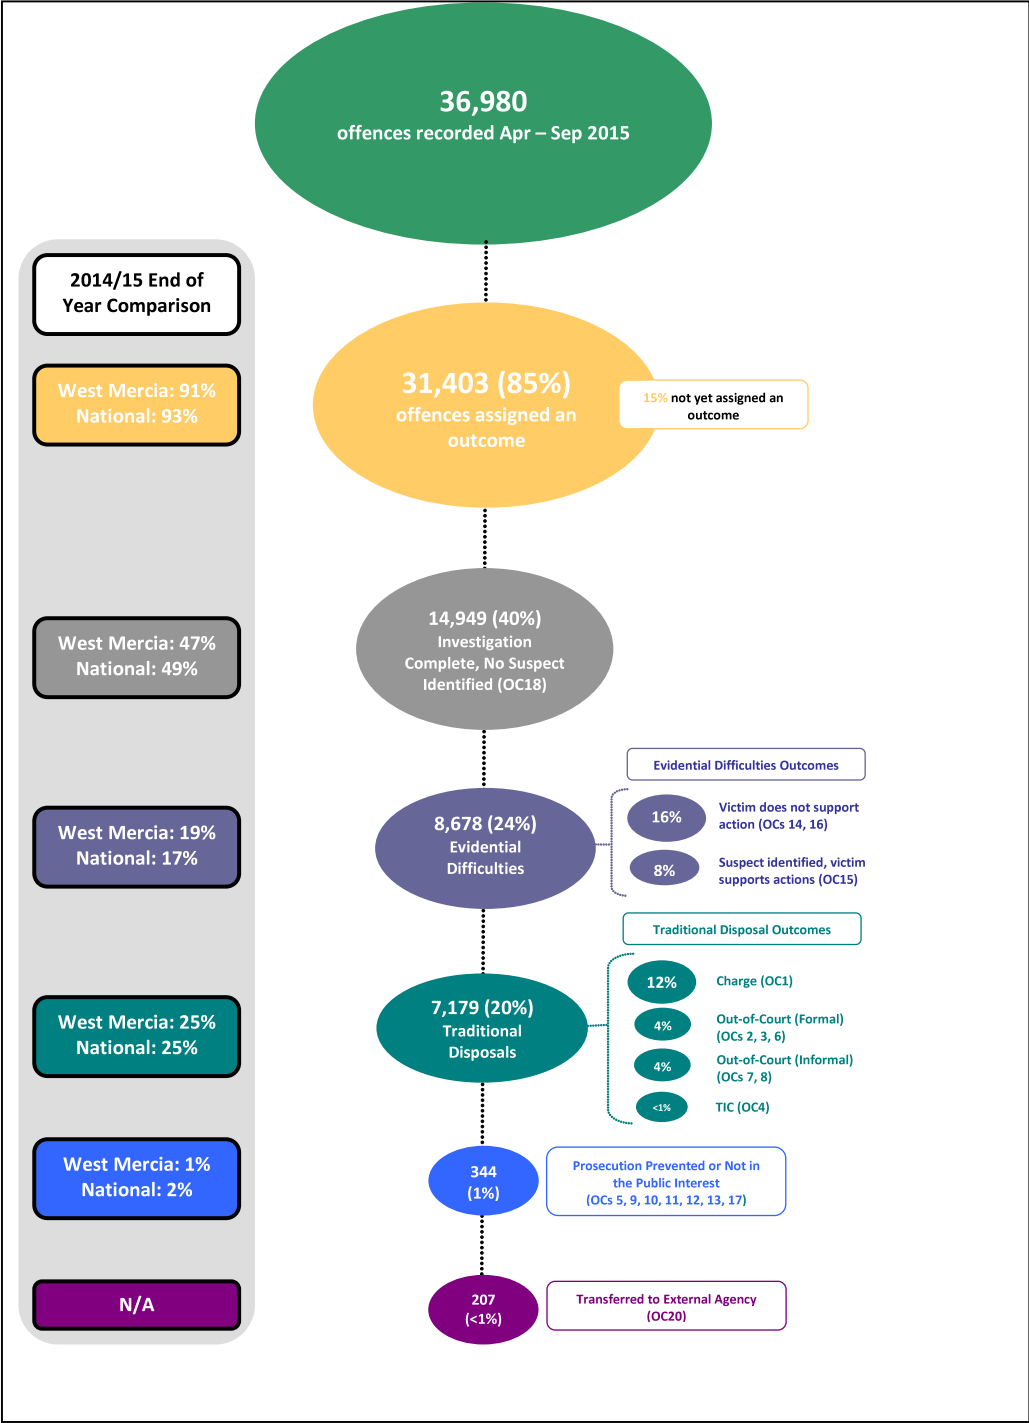 36,980
offences recorded Apr – Sep 2015
2014/15 End of
Year Comparison
West Mercia: 91%
National: 93%
31,403 (85%)
offences assigned an
outcome
15% not yet assigned an
outcome
West Mercia: 47%
National: 49%
14,949 (40%)
Investigation
Complete, No Suspect
Identified (OC18)
West Mercia: 19%
National: 17%
8,678 (24%)
Evidential
Difficulties
Evidential Difficulties Outcomes
16%
Victim does not support
action (OCs 14, 16)
8%
Suspect identified, victim
supports actions (OC15)
West Mercia: 25%
National: 25%
7,179 (20%)
Traditional
Disposals
Traditional Disposal Outcomes
12%
Charge (OC1)
4%
Out-of-Court (Formal)
(OCs 2, 3, 6)
4%
Out-of-Court (Informal)
(OCs 7, 8)
<1%
TIC (OC4)
West Mercia: 1%
National: 2%
344
(1%)
Prosecution Prevented or Not in
the Public Interest
(OCs 5, 9, 10, 11, 12, 13, 17)
N/A
207
(<1%)
Transferred to External Agency
(OC20)